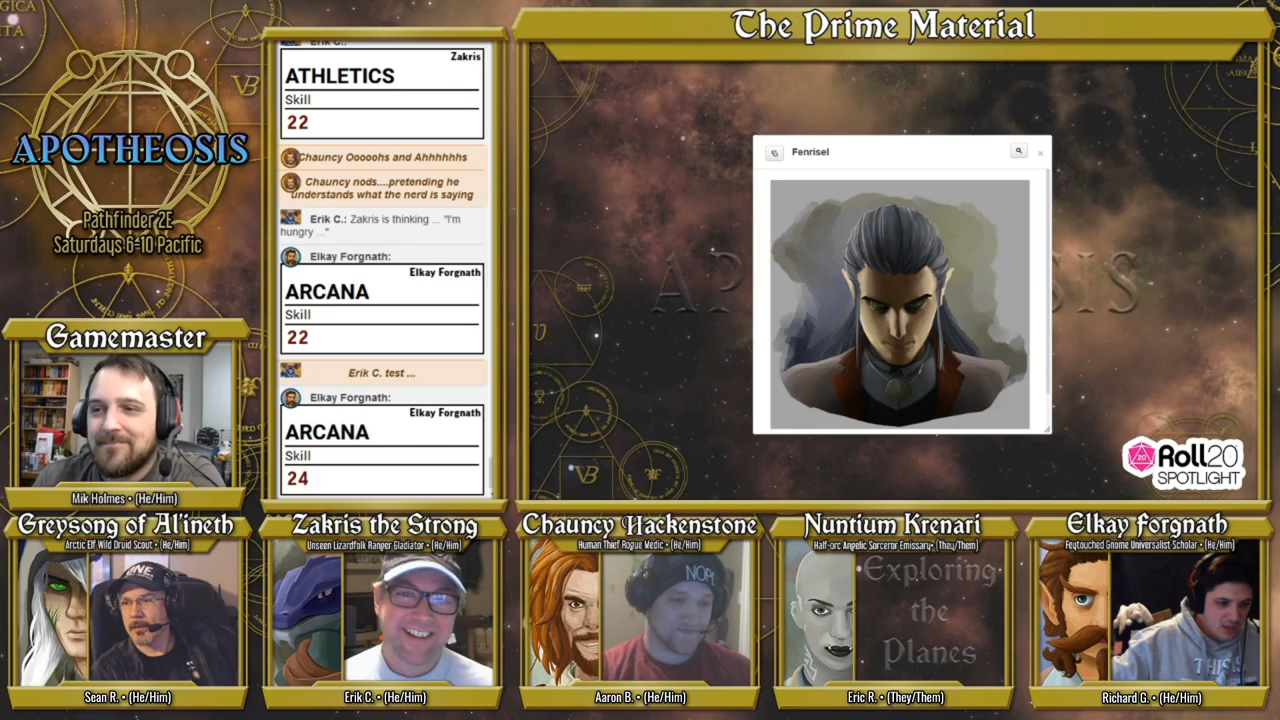 APOTHEOSIS
Pathfinder 2E
Saturdays 6-10 Pacific
Gamemaster
Mik Holmes • (He/Him)
Erik C.:
Zakris
ATHLETICS
Skill
22
Chauncy Ooooohs and Ahhhhhhs
Chauncy nods....pretending he
understands what the nerd is saying
Erik C.: Zakris is thinking ... "I'm
hungry ..."
Elkay Forgnath:
Elkay Forgnath
ARCANA
Skill
22
Erik C. test ...
Elkay Forgnath:
Elkay Forgnath
ARCANA
Skill
24
The Prime Material
Fenrisel
20
Roll20
SPOTLIGHT
Greysong of Al'ineth
Arctic Elf Wild Druid Scout • (He/Him)
Sean R. • (He/Him)
Zakris the Strong
Unseen Lizardfolk Ranger Gladiator • (He/Him)
Erik C. • (He/Him)
Chauncy Hackenstone
Human Thief Rogue Medic • (He/Him)
NOPE
Aaron B. • (He/Him)
Nuntium Krenari
Half-orc Angelic Sorceror Emissary • (They/Them)
Exploring
the
Planes
Eric R. • (They/Them)
Elkay Forgnath
Feytouched Gnome Universalist Scholar • (He/Him)
THIS IS
Richard G. • (He/Him)